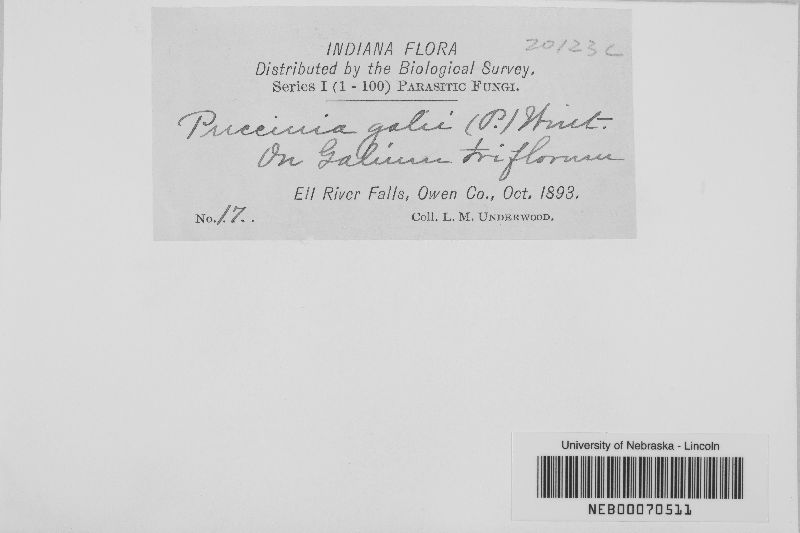 INDIANA FLORA
20123c
Distributed by the Biological Survey.
Series I (1 - 100) PARASITIC FUNGI.
Puccinia galii (P.) Wint.
On Galium triflorum
Eel River Falls, Owen Co., Oct. 1893.
No. 17. .
Coll. L. M. UNDERWOOD.
University of Nebraska - Lincoln
NEB00070511